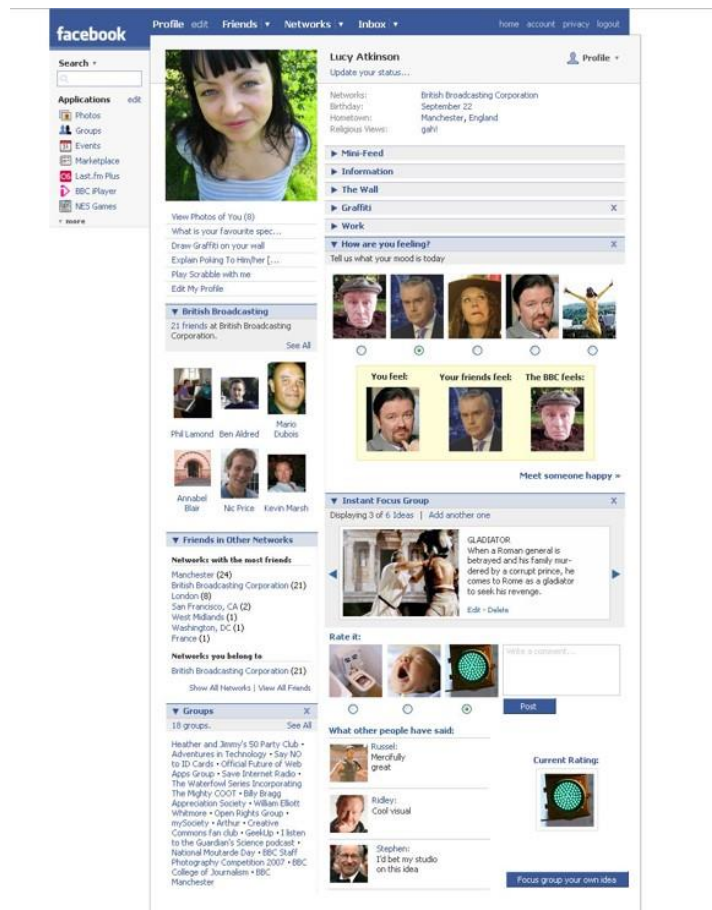 facebook
Profile edit Friends Networks Inbox
home account privacy logout
Search
Applications edit
Photos
Groups
Events
Marketplace
Last.fm Plus
BBC iPlayer
NES Games
more
View Photos of You (8)
What is your favourite spec...
Draw Graffiti on your wall
Explain Poking To Him/her [...
Play Scrabble with me
Edit My Profile
British Broadcasting
21 friends at British Broadcasting
Corporation.
See All
Phil Lamond Ben Aldred Mario
Dubois
Annabel
Blair Nic Price Kevin Marsh
Friends in Other Networks
Networks with the most friends
Manchester (24)
British Broadcasting Corporation (21)
London (8)
San Francisco, CA (2)
West Midlands (1)
Washington, DC (1)
France (1)
Networks you belong to
British Broadcasting Corporation (21)
Show All Networks | View All Friends
Groups X
18 groups. See All
Heather and Jimmy's 50 Party Club •
Adventures in Technology • Say NO
to ID Cards • Official Future of Web
Apps Group • Save Internet Radio •
The Waterfowl Series Incorporating
The Mighty COOT • Billy Bragg
Appreciation Society • William Elliott
Whitmore • Open Rights Group •
mySociety • Arthur • Creative
Commons fan club • GeekUp • I listen
to the Guardian's Science podcast •
National Moutarde Day • BBC Staff
Photography Competition 2007 • BBC
College of Journalism • BBC
Manchester
Lucy Atkinson
Update your status...
Profile
Networks: British Broadcasting Corporation
Birthday: September 22
Hometown: Manchester, England
Religious Views: gah!
Mini-Feed
Information
The Wall
Graffiti X
Work
How are you feeling? X
Tell us what your mood is today
You feel: Your friends feel: The BBC feels:
Meet someone happy »
Instant Focus Group X
Displaying 3 of 6 Ideas | Add another one
GLADIATOR
When a Roman general is
betrayed and his family mur-
dered by a corrupt prince, he
comes to Rome as a gladiator
to seek his revenge.
Edit - Delete
Rate it:
Write a comment...
Post
What other people have said:
Russel:
Mercifully
great
Ridley:
Cool visual
Stephen:
I'd bet my studio
on this idea
Current Rating:
Focus group your own idea